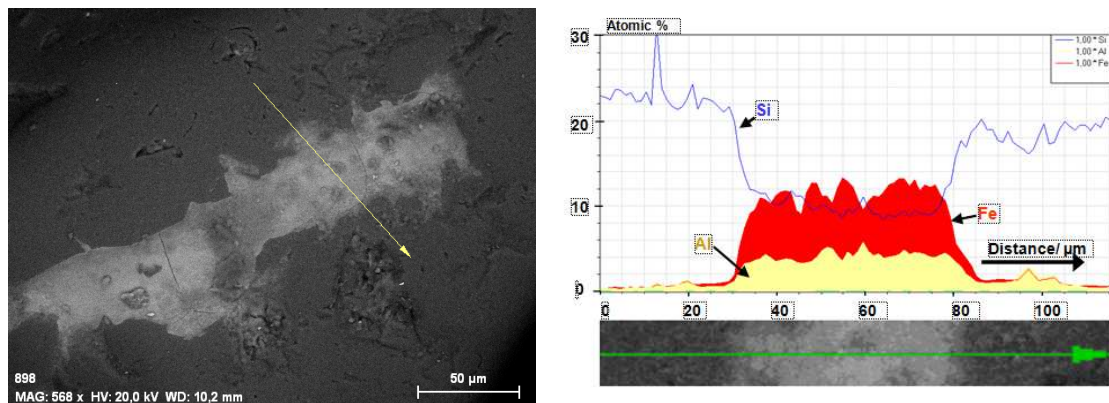 898
MAG: 568 x HV: 20,0 kV WD: 10,2 mm
50 µm
Atomic %
30
20
10
0
1,00* Si
1,00* Al
1,00* Fe
Si
Al
Fe
Distance/ µm
0 20 40 60 80 100